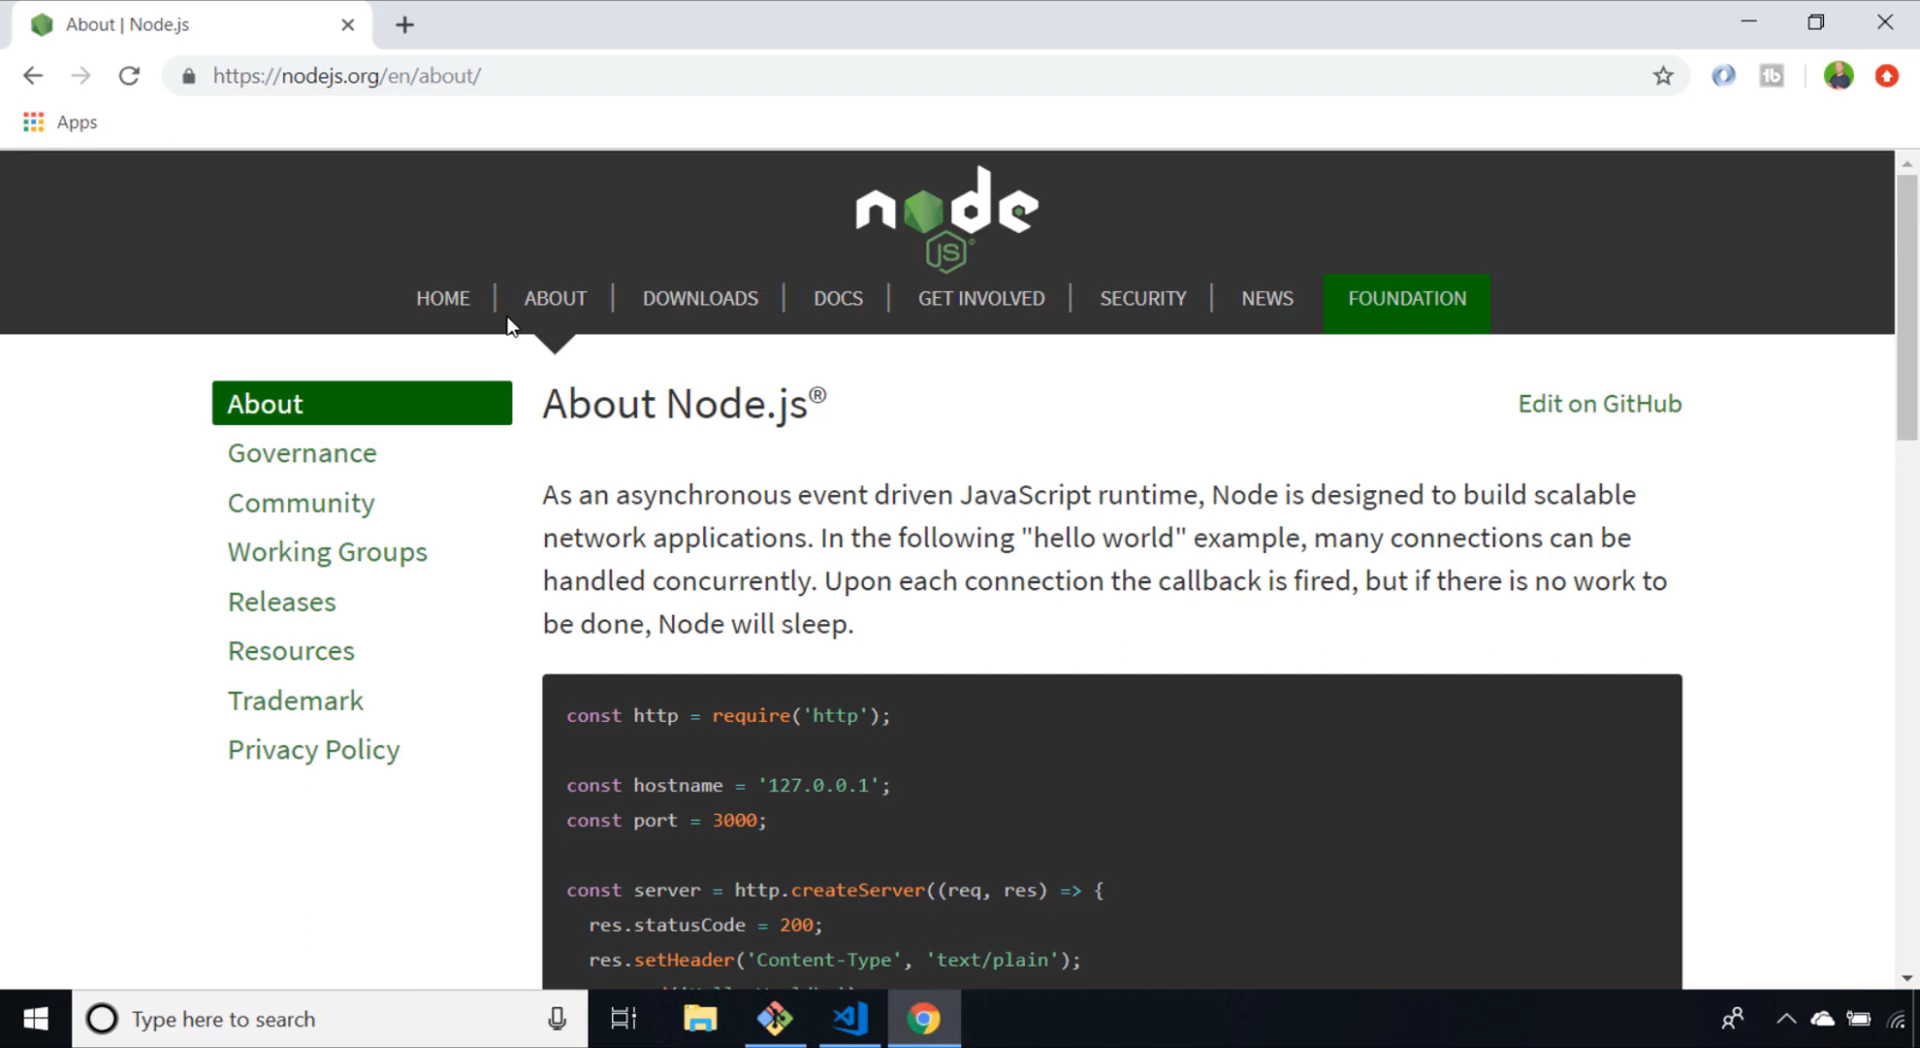 About | Node.js
https://nodejs.org/en/about/
Apps
node
JS
HOME | ABOUT | DOWNLOADS | DOCS | GET INVOLVED | SECURITY | NEWS FOUNDATION
About
Governance
Community
Working Groups
Releases
Resources
Trademark
Privacy Policy
About Node.js®
Edit on GitHub
As an asynchronous event driven JavaScript runtime, Node is designed to build scalable
network applications. In the following "hello world" example, many connections can be
handled concurrently. Upon each connection the callback is fired, but if there is no work to
be done, Node will sleep.
const http = require('http');
const hostname = '127.0.0.1';
const port = 3000;
const server = http.createServer((req, res) => {
res.statusCode = 200;
res.setHeader('Content-Type', 'text/plain');
Type here to search